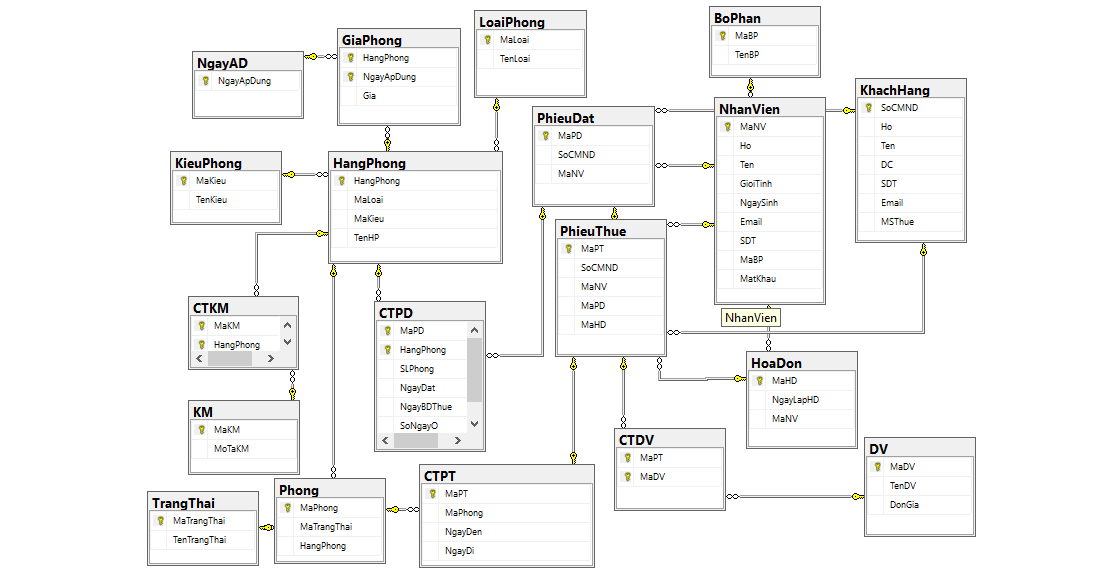 NgayAD
NgayApDung
GiaPhong
HangPhong
NgayApDung
Gia
LoaiPhong
MaLoai
TenLoai
BoPhan
MaBP
TenBP
KieuPhong
MaKieu
TenKieu
HangPhong
HangPhong
MaLoai
MaKieu
TenHP
PhieuDat
MaPD
SoCMND
MaNV
NhanVien
MaNV
Ho
Ten
GioiTinh
NgaySinh
Email
SDT
MaBP
MatKhau
KhachHang
SoCMND
Ho
Ten
DC
SDT
Email
MSThue
PhieuThue
MaPT
SoCMND
MaNV
MaPD
MaHD
NhanVien
CTKM
MaKM
HangPhong
CTPD
MaPD
HangPhong
SLPhong
NgayDat
NgayBDThue
SoNgayO
HoaDon
MaHD
NgayLapHD
MaNV
KM
MaKM
MoTaKM
CTDV
MaPT
MaDV
DV
MaDV
TenDV
DonGia
TrangThai
MaTrangThai
TenTrangThai
Phong
MaPhong
MaTrangThai
HangPhong
CTPT
MaPT
MaPhong
NgayDen
NgayDi